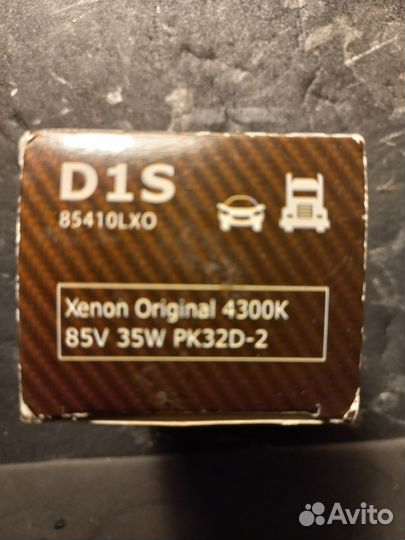 D1S
85410LXO
Xenon Original 4300K
85V 35W PK32D-2
Avito